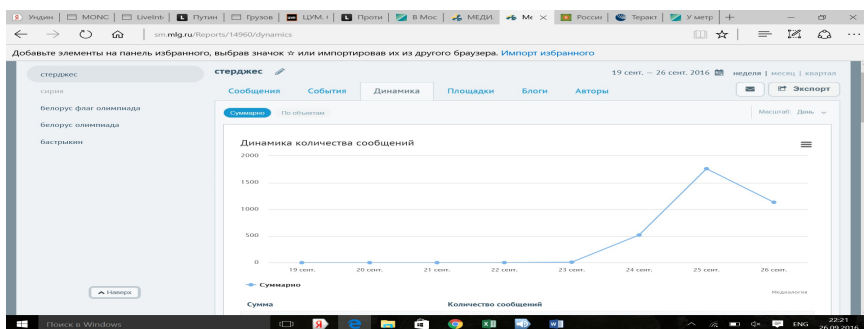 Ундин
MONC
LiveInte
Путин
Грузов
ЦУМ. (
Проти
В Мос
МЕДИ
Ме
Россия
Теракт
У метр
sm.mlg.ru/Reports/14960/dynamics
Добавьте элементы на панель избранного, выбрав значок ☆ или импортировав их из другого браузера. Импорт избранного
стерджес
сирия
белорус флаг олимпиада
белорус олимпиада
бастрыкин
Наверх
стерджес
19 сент. – 26 сент. 2016
неделя | месяц | квартал
Сообщения События Динамика Площадки Блоги Авторы
Экспорт
Суммарно По объектам
Масштаб: День
Динамика количества сообщений
2000
1500
1000
500
0
19 сент. 20 сент. 21 сент. 22 сент. 23 сент. 24 сент. 25 сент. 26 сент.
Суммарно
Медиалогия
Сумма Количество сообщений
Поиск в Windows
ENG
22:21
26.09.2016